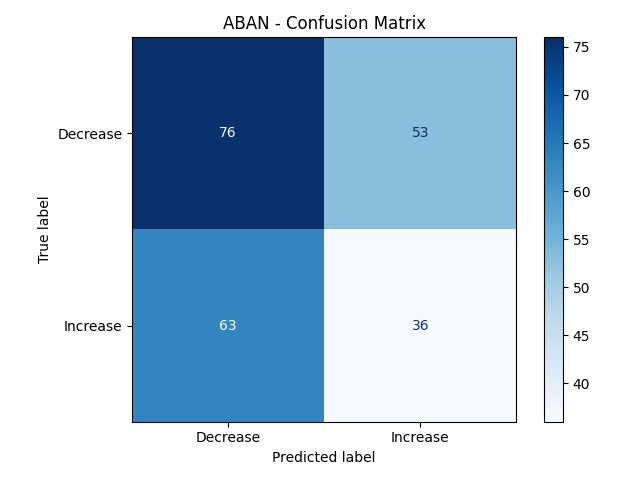 ABAN - Confusion Matrix
True label
Decrease
Increase
76
53
63
36
Decrease
Increase
Predicted label
75
70
65
60
55
50
45
40